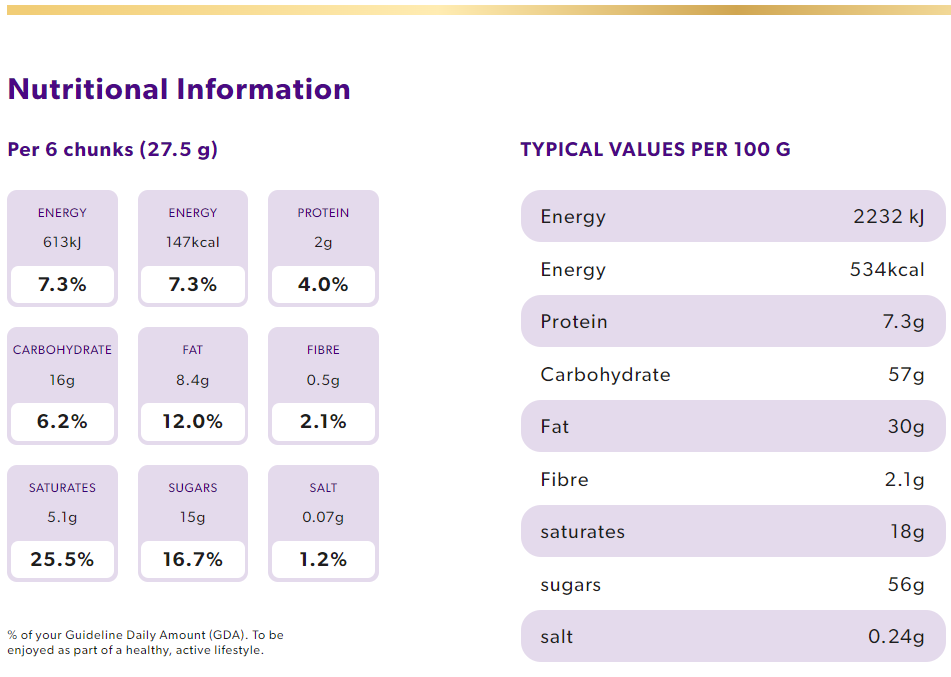 Nutritional Information
Per 6 chunks (27.5 g)
ENERGY
613kJ
7.3%
ENERGY
147kcal
7.3%
PROTEIN
2g
4.0%
CARBOHYDRATE
16g
6.2%
FAT
8.4g
12.0%
FIBRE
0.5g
2.1%
SATURATES
5.1g
25.5%
SUGARS
15g
16.7%
SALT
0.07g
1.2%
% of your Guideline Daily Amount (GDA). To be
enjoyed as part of a healthy, active lifestyle.
TYPICAL VALUES PER 100 G
Energy 2232 kJ
Energy 534kcal
Protein 7.3g
Carbohydrate 57g
Fat 30g
Fibre 2.1g
saturates 18g
sugars 56g
salt 0.24g